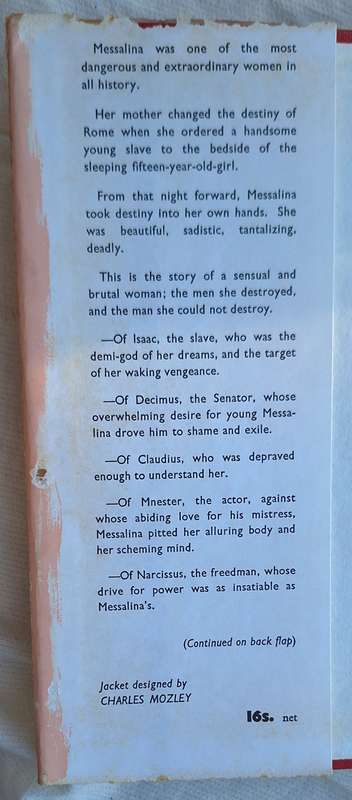 Messalina was one of the most
dangerous and extraordinary women in
all history.
Her mother changed the destiny of
Rome when she ordered a handsome
young slave to the bedside of the
sleeping fifteen-year-old-girl.
From that night forward, Messalina
took destiny into her own hands. She
was beautiful, sadistic, tantalizing,
deadly.
This is the story of a sensual and
brutal woman; the men she destroyed,
and the man she could not destroy.
—Of Isaac, the slave, who was the
demi-god of her dreams, and the target
of her waking vengeance.
—Of Decimus, the Senator, whose
overwhelming desire for young Messa-
lina drove him to shame and exile.
—Of Claudius, who was depraved
enough to understand her.
—Of Mnester, the actor, against
whose abiding love for his mistress,
Messalina pitted her alluring body and
her scheming mind.
—Of Narcissus, the freedman, whose
drive for power was as insatiable as
Messalina's.
(Continued on back flap)
Jacket designed by
CHARLES MOZLEY
16s. net